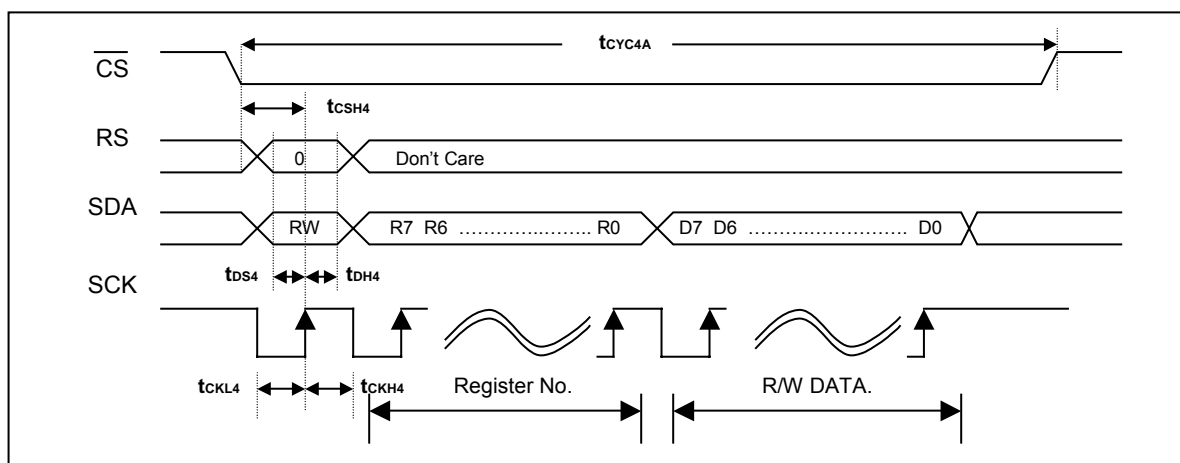 tCYC4A
CS
tCSH4
RS
0
Don't Care
SDA
RW
R7 R6 ........................ R0
D7 D6 ............................ D0
tDS4
tDH4
SCK
tCKL4
tCKH4
Register No.
R/W DATA.